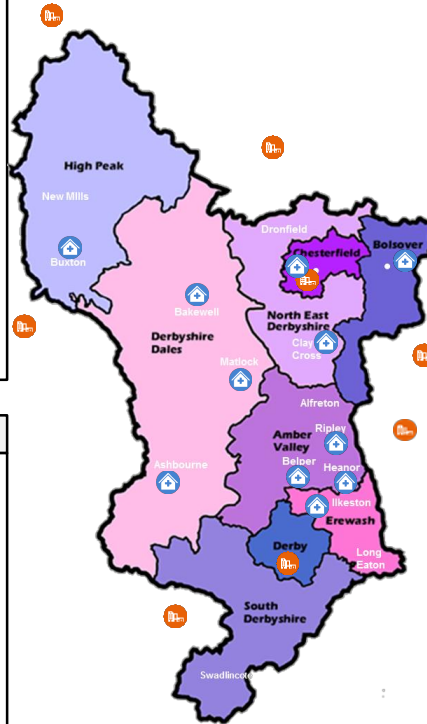 High Peak
New MIlls
Buxton
Dronfield
Chesterfield
Bolsover
Bakewell
North East
Derbyshire
Derbyshire
Dales
Clay
Cross
Matlock
Alfreton
Ripley
Amber
Valley
Belper
Heanor
Ashbourne
Ilkeston
Erewash
Derby
Long
Eaton
South
Derbyshire
Swadlincote